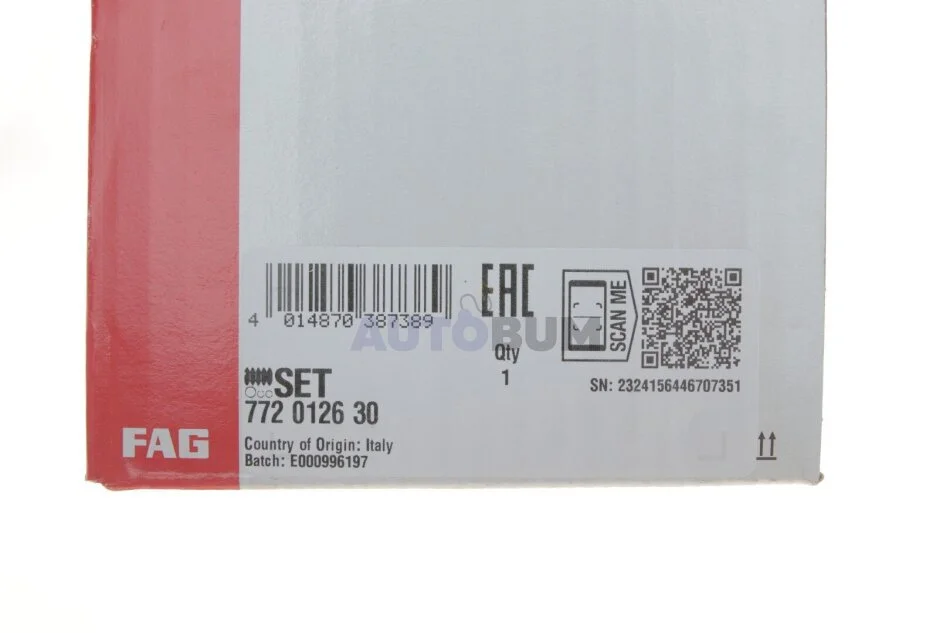 EAC
4 014870 387389
AUTOBUM
SCAN ME
Qty
1
SN: 2324156446707351
SET
772 0126 30
FAG
Country of Origin: Italy
Batch: E000996197